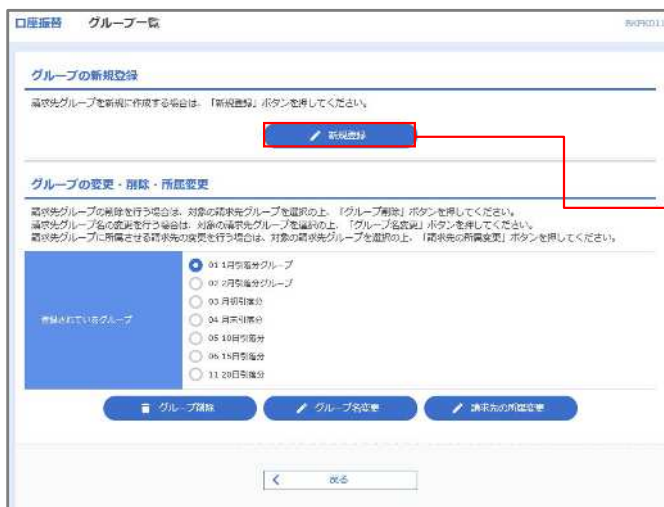 口座振替 グループ一覧 BKPK011
グループの新規登録
請求先グループを新規に作成する場合は、「新規登録」ボタンを押してください。
新規登録
グループの変更・削除・所属変更
請求先グループの削除を行う場合は、対象の請求先グループを選択の上、「グループ削除」ボタンを押してください。
請求先グループ名の変更を行う場合は、対象の請求先グループを選択の上、「グループ名変更」ボタンを押してください。
請求先グループに所属させる請求先の変更を行う場合は、対象の請求先グループを選択の上、「請求先の所属変更」ボタンを押してください。
登録されているグループ
01 1月引落分グループ
02 2月引落分グループ
03 月初引落分
04 月末引落分
05 10日引落分
06 15日引落分
11 20日引落分
グループ削除 グループ名変更 請求先の所属変更
戻る